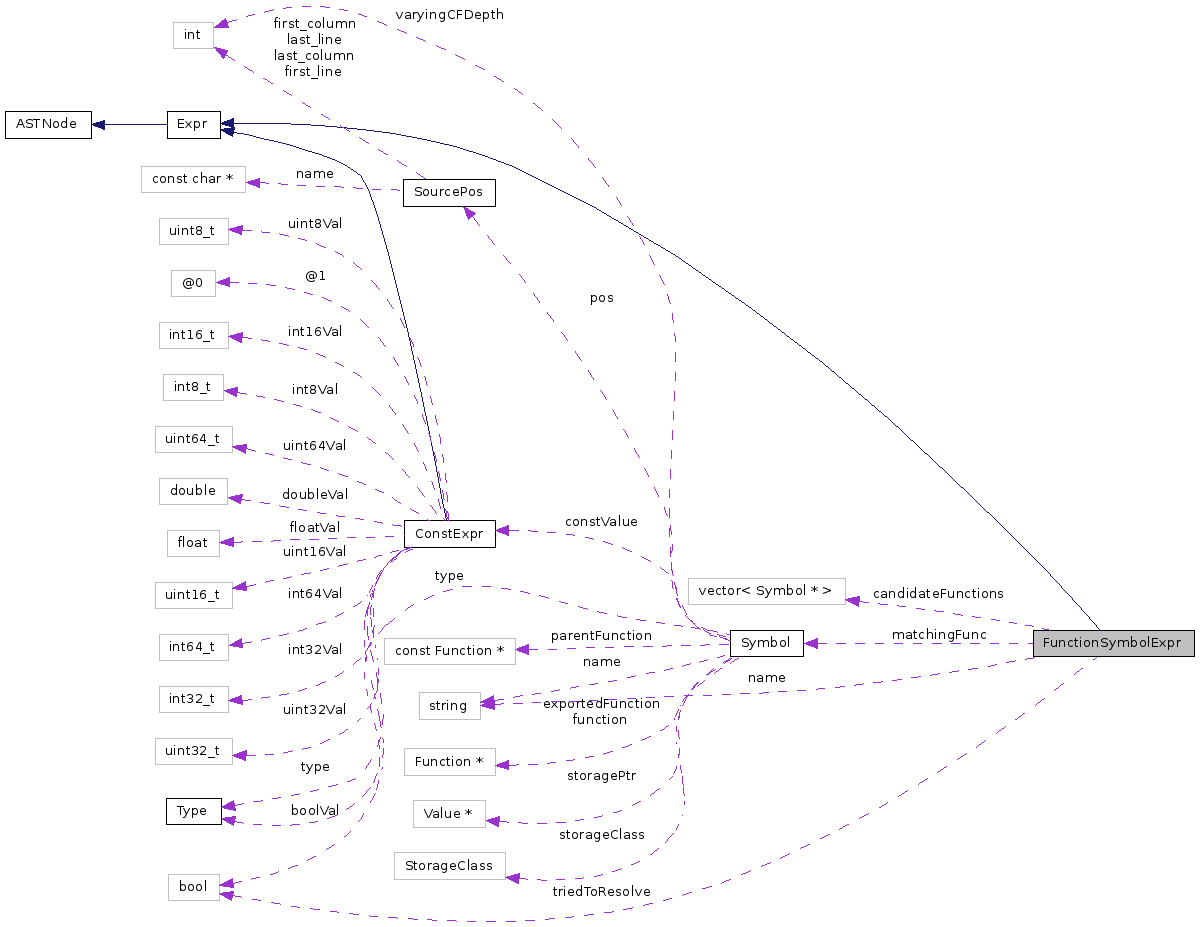 varyingCFDepth
int
first_column
last_line
last_column
first_line
ASTNode
Expr
const char *
name
SourcePos
uint8_t
uint8Val
@0
@1
pos
int16_t
int16Val
int8_t
int8Val
uint64_t
uint64Val
double
doubleVal
float
floatVal
ConstExpr
constValue
uint16Val
uint16_t
int64Val
type
vector< Symbol * >
candidateFunctions
int64_t
int32Val
const Function *
parentFunction
Symbol
matchingFunc
FunctionSymbolExpr
name
name
int32_t
uint32Val
string
exportedFunction
function
uint32_t
type
Function *
storagePtr
Type
boolVal
Value *
storageClass
StorageClass
bool
triedToResolve